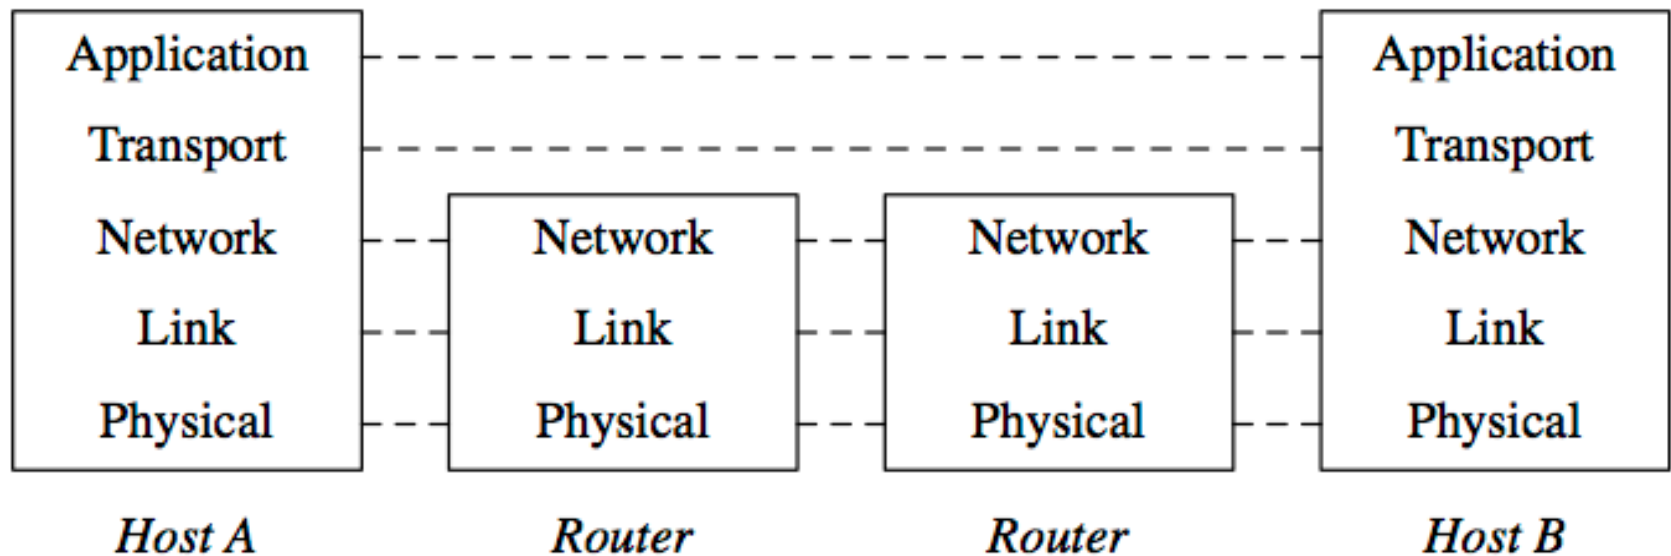 Application Application
Transport Transport
Network Network Network Network
Link Link Link Link
Physical Physical Physical Physical
Host A Router Router Host B